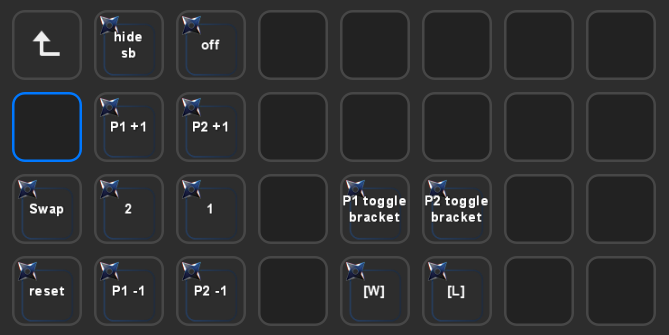 hide
sb
off
P1 +1
P2 +1
Swap
2
1
P1 toggle
bracket
P2 toggle
bracket
reset
P1 -1
P2 -1
[W]
[L]